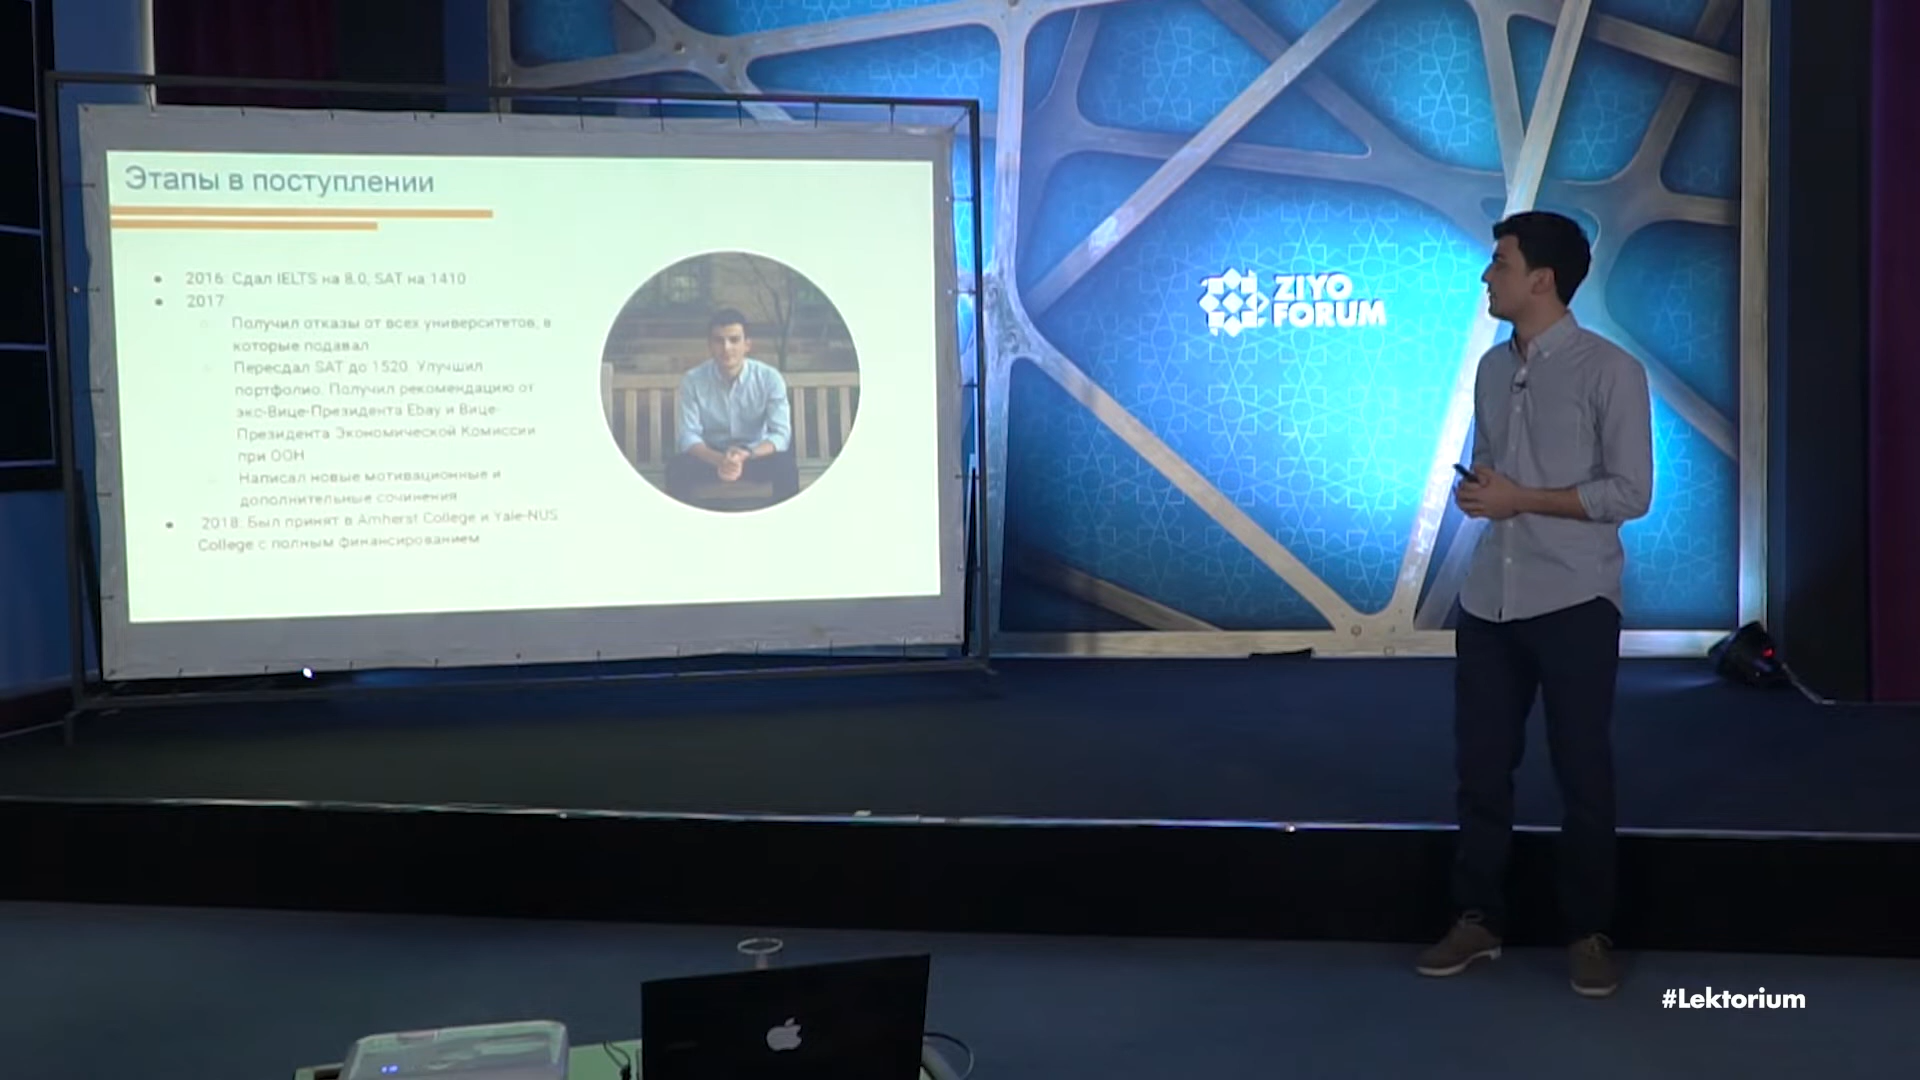 Этапы в поступлении
2016: Сдал IELTS на 8.0, SAT на 1410
2017:
Получил отказы от всех университетов, в
которые подавал
Пересдал SAT до 1520. Улучшил
портфолио. Получил рекомендацию от
экс-Вице-Президента Ebay и Вице-
Президента Экономической Комиссии
при ООН
Написал новые мотивационные и
дополнительные сочинения
2018: Был принят в Amherst College и Yale-NUS
College с полным финансированием
ZIYO
FORUM
#Lektorium